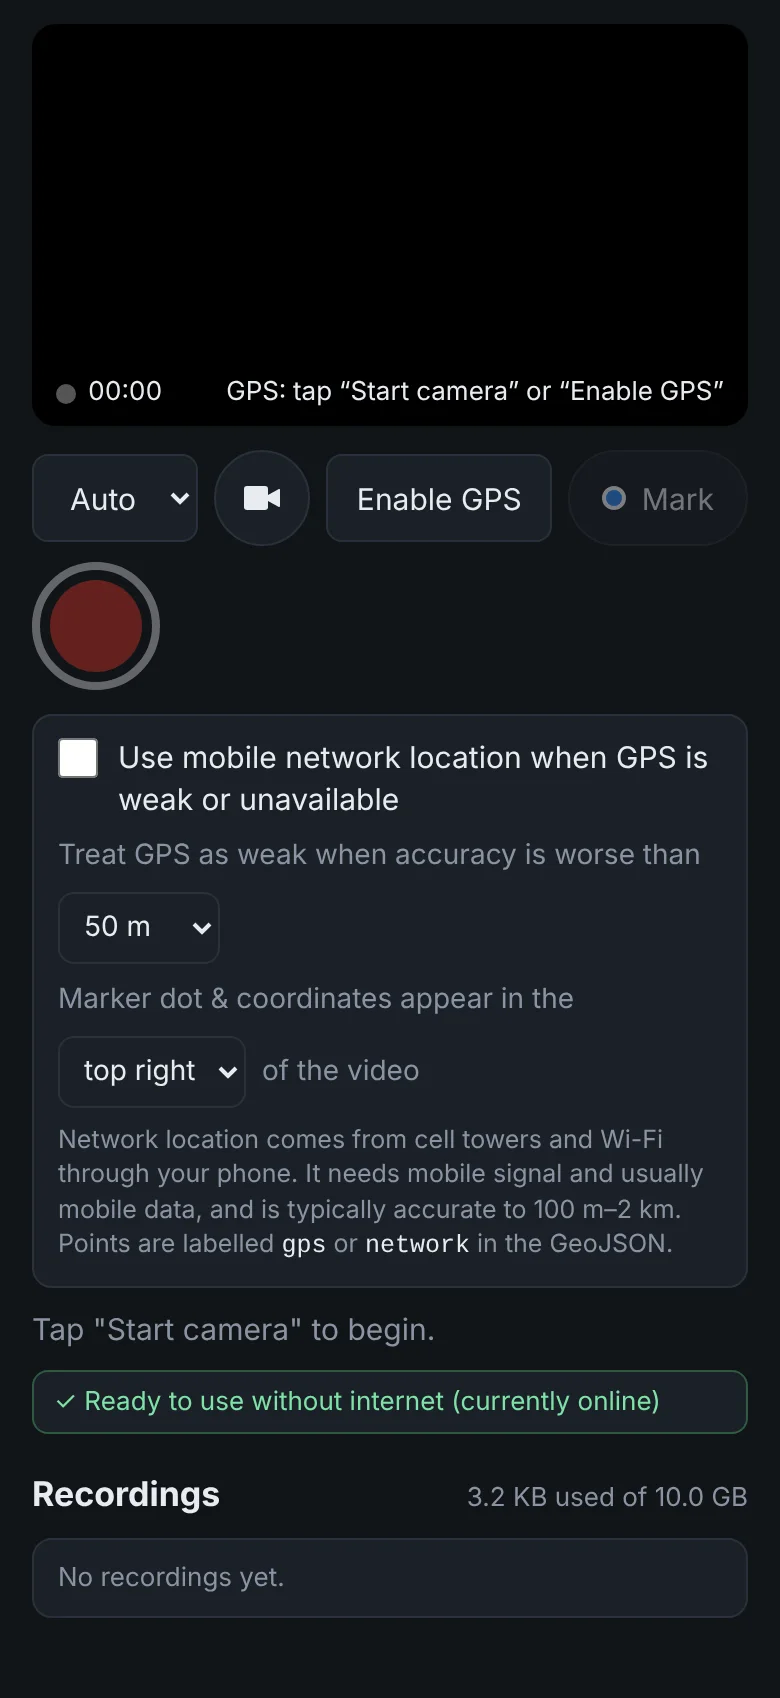 00:00
GPS: tap “Start camera” or “Enable GPS”
Auto
Enable GPS
Mark
Use mobile network location when GPS is
weak or unavailable
Treat GPS as weak when accuracy is worse than
50 m
Marker dot & coordinates appear in the
top right of the video
Network location comes from cell towers and Wi-Fi
through your phone. It needs mobile signal and usually
mobile data, and is typically accurate to 100 m–2 km.
Points are labelled gps or network in the GeoJSON.
Tap "Start camera" to begin.
✓ Ready to use without internet (currently online)
Recordings
3.2 KB used of 10.0 GB
No recordings yet.